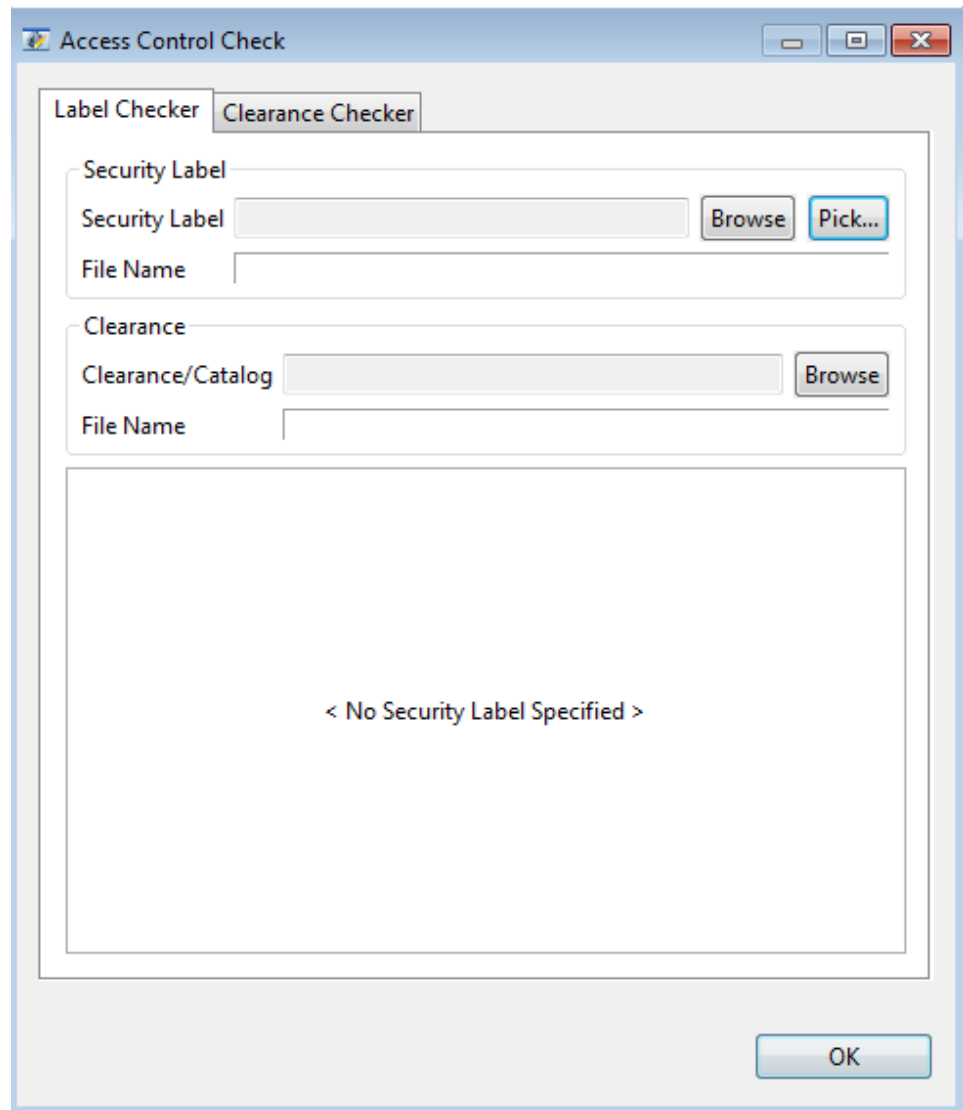 Access Control Check
Label Checker Clearance Checker
Security Label
Security Label Browse Pick...
File Name
Clearance
Clearance/Catalog Browse
File Name
< No Security Label Specified >
OK